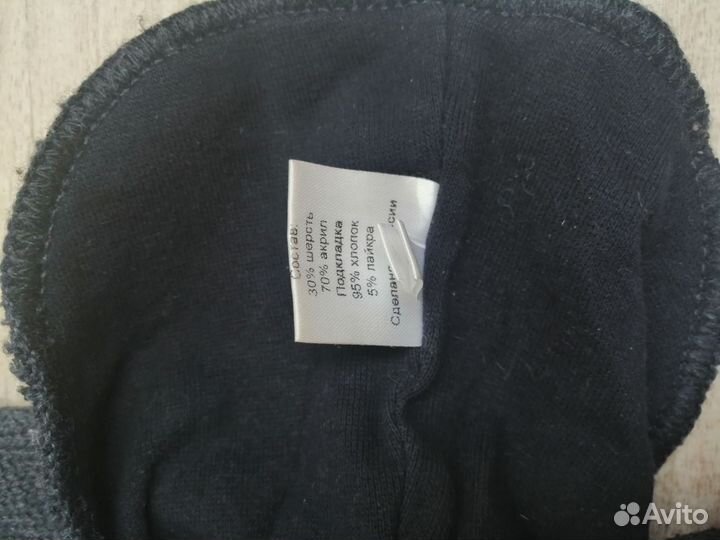 Состав:
30% шерсть
70% акрил
Подкладка
95% хлопок
5% лайкра
Avito